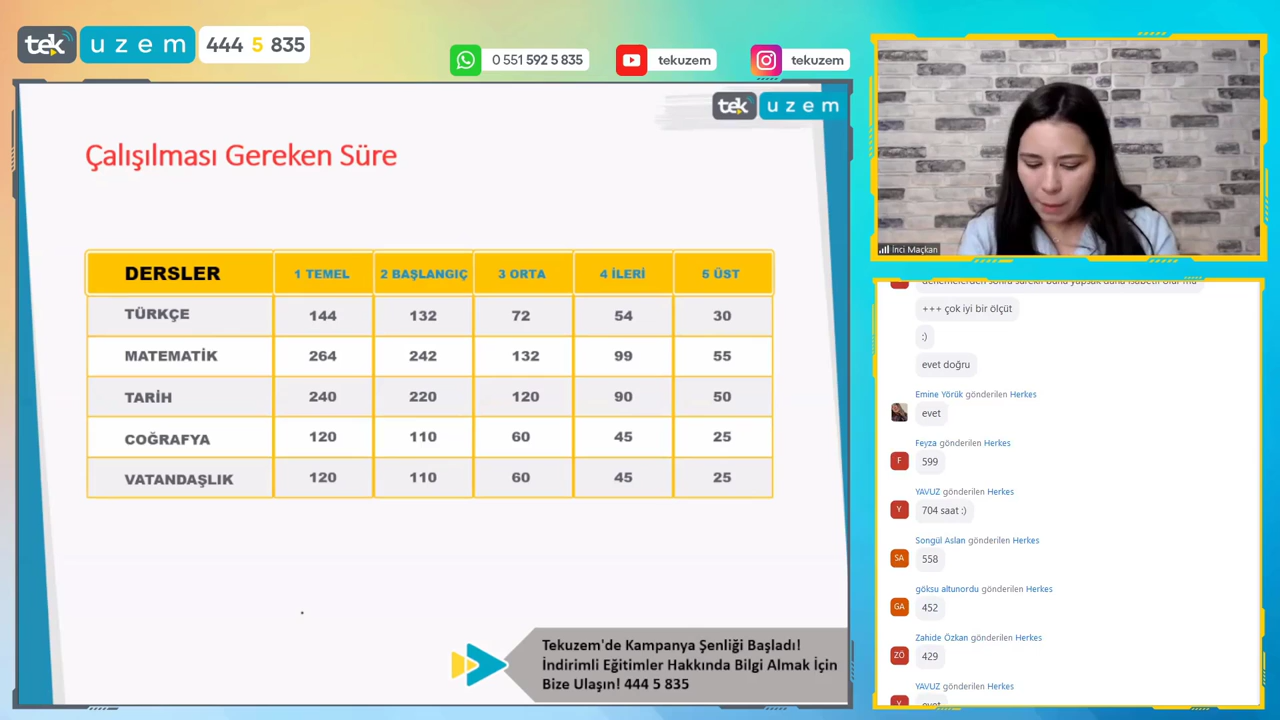 tek uzem 444 5 835
0 551 592 5 835 tekuzem tekuzem
tek uzem
Çalışılması Gereken Süre
DERSLER 1 TEMEL 2 BAŞLANGIÇ 3 ORTA 4 İLERİ 5 ÜST
TÜRKÇE 144 132 72 54 30
MATEMATİK 264 242 132 99 55
TARİH 240 220 120 90 50
COĞRAFYA 120 110 60 45 25
VATANDAŞLIK 120 110 60 45 25
Tekuzem'de Kampanya Şenliği Başladı!
İndirimli Eğitimler Hakkında Bilgi Almak İçin
Bize Ulaşın! 444 5 835
İnci Maçkan
+++ çok iyi bir ölçüt
:)
evet doğru
Emine Yörük gönderilen Herkes
evet
Feyza gönderilen Herkes
F 599
YAVUZ gönderilen Herkes
Y 704 saat :)
Songül Aslan gönderilen Herkes
SA 558
göksu altunordu gönderilen Herkes
GA 452
Zahide Özkan gönderilen Herkes
ZÖ 429
YAVUZ gönderilen Herkes
Y evet